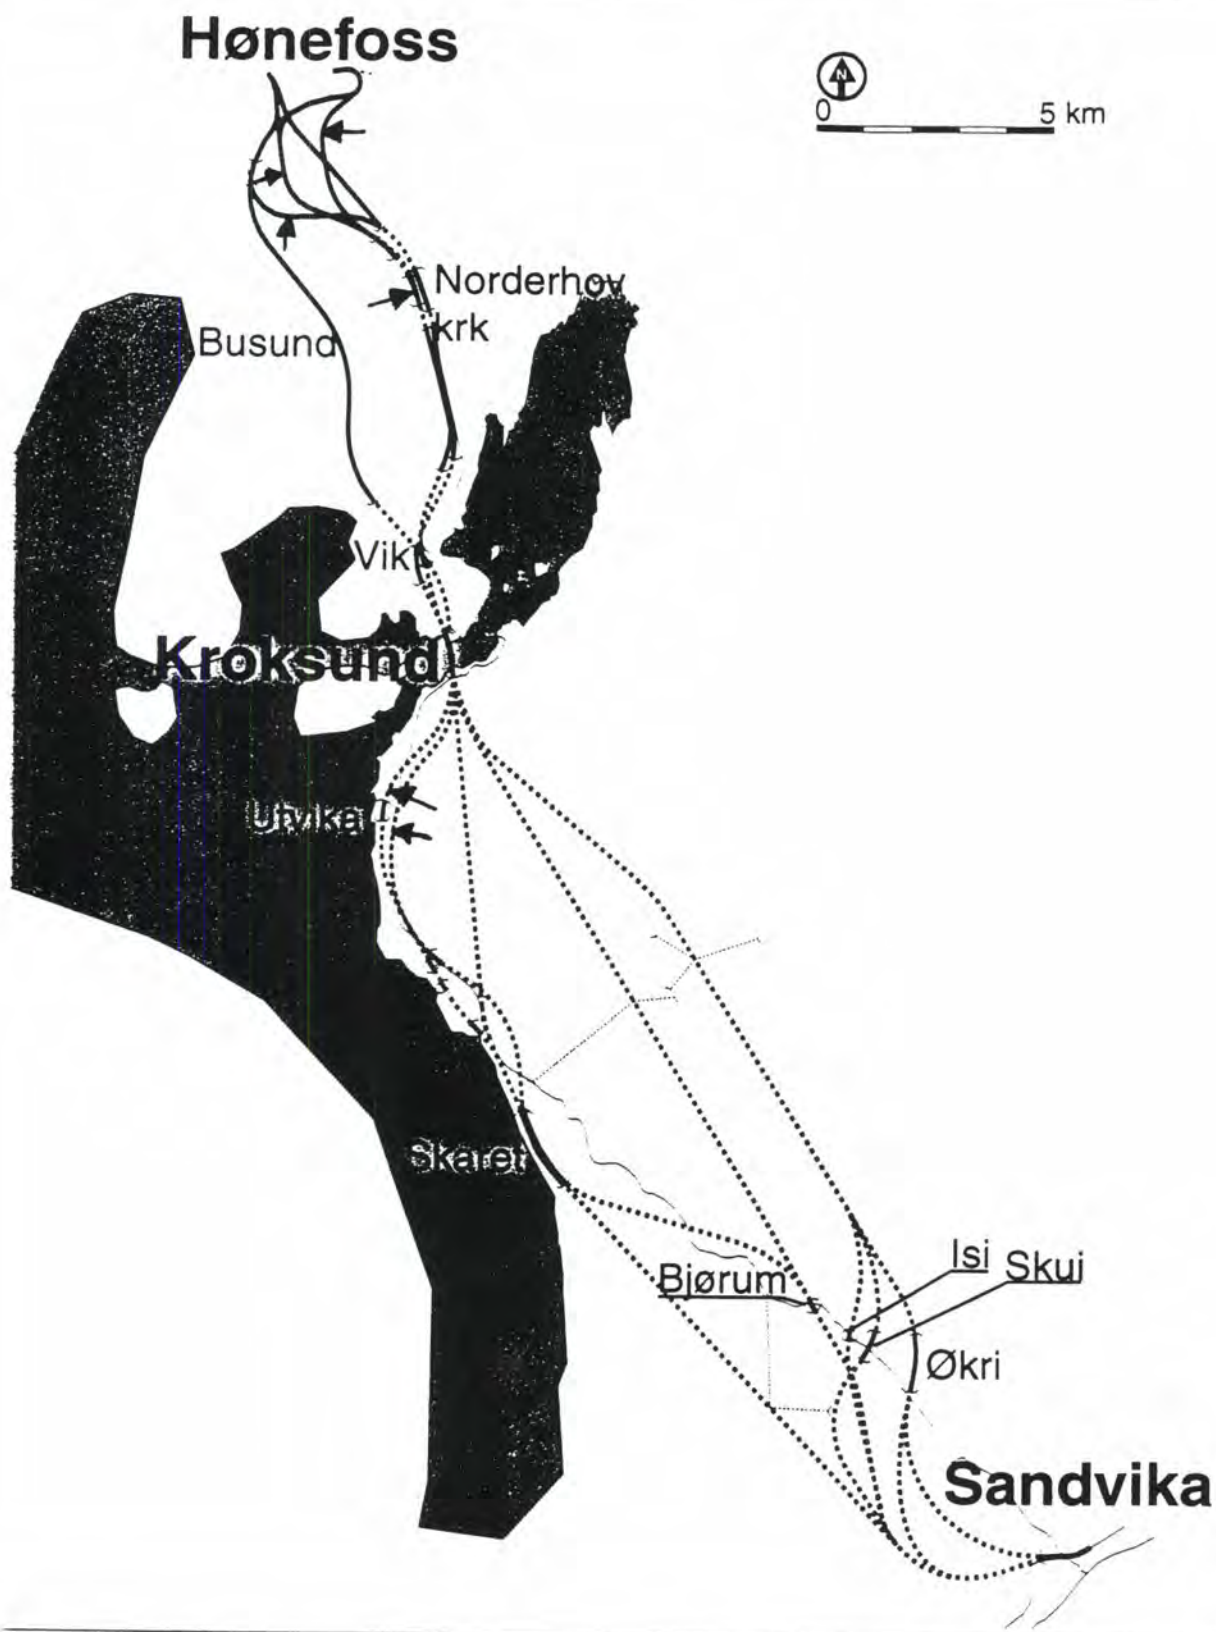 Hønefoss
N
0 5 km
Norderhov
krk
Busund
Vik
Kroksund
Utvika
Skaret
Isi Skui
Bjørum
Økri
Sandvika